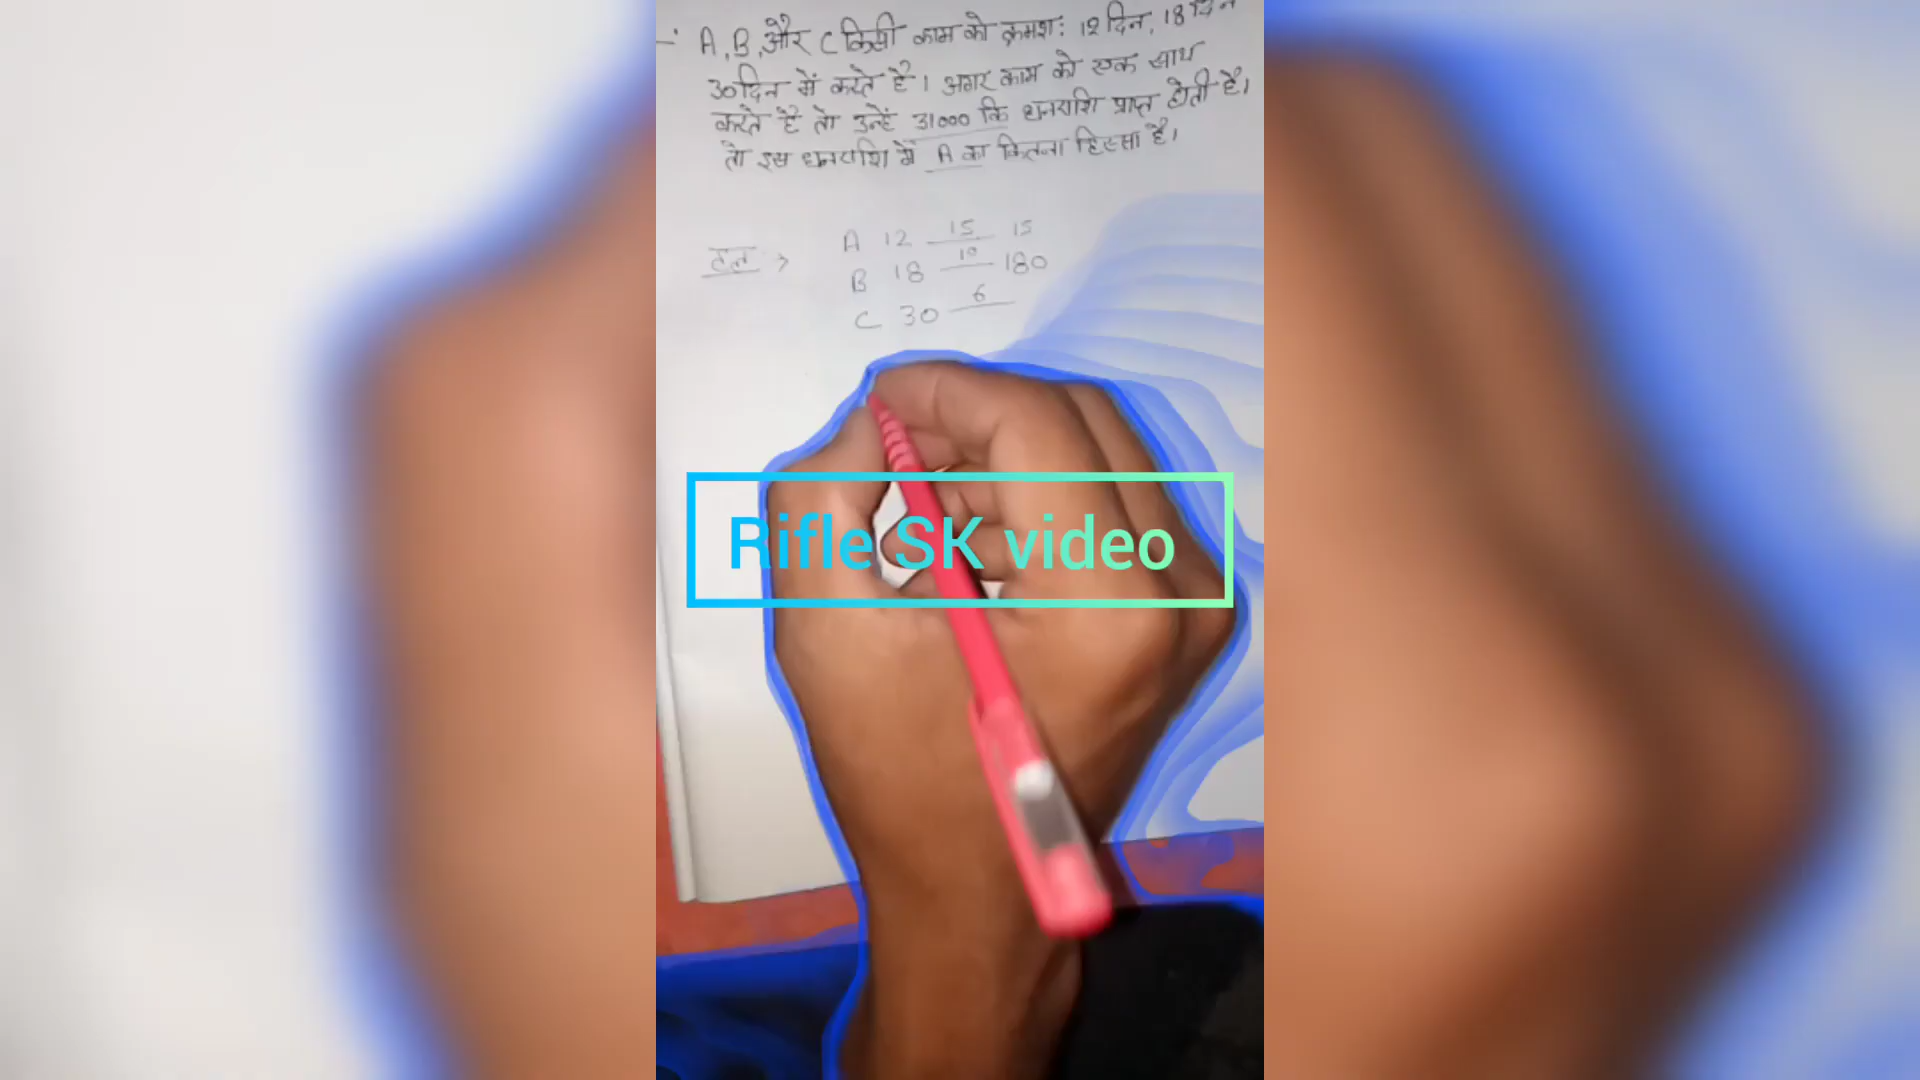 A, B, और C किसी काम को क्रमश: 12 दिन, 18 दिन
30 दिन में करते है। अगर काम को एक साथ
करते है तो उन्हें 31000 कि धनराशि प्राप्त होती है।
तो इस धनराशि में A का कितना हिस्सा है।
हल → A 12 15 15
B 18 10 180
C 30 6
Rifle SK video